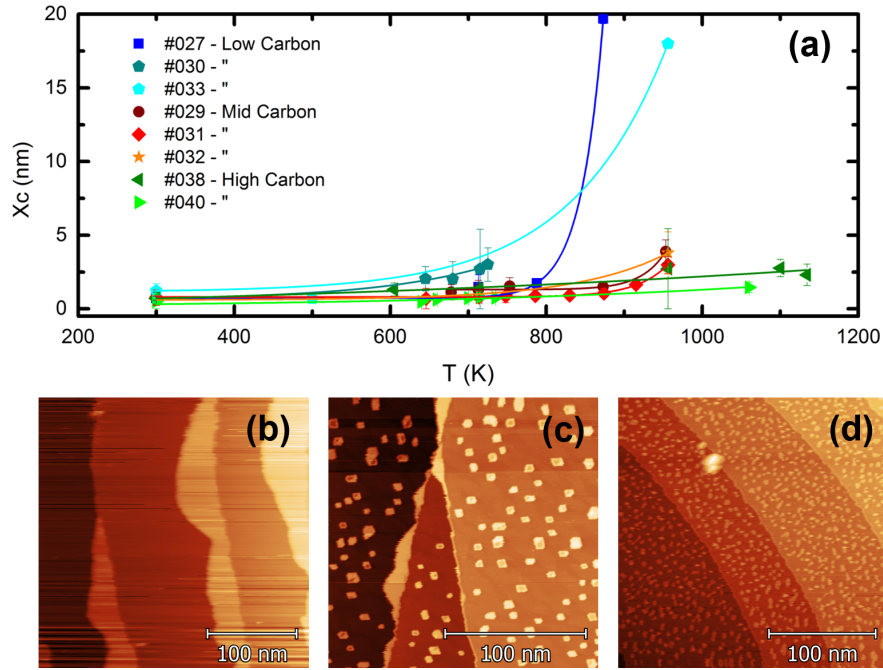 20
15
10
5
0
Xc (nm)
(a)
#027 - Low Carbon
#030 - "
#033 - "
#029 - Mid Carbon
#031 - "
#032 - "
#038 - High Carbon
#040 - "
200 400 600 800 1000 1200
T (K)
(b)
100 nm
(c)
100 nm
(d)
100 nm